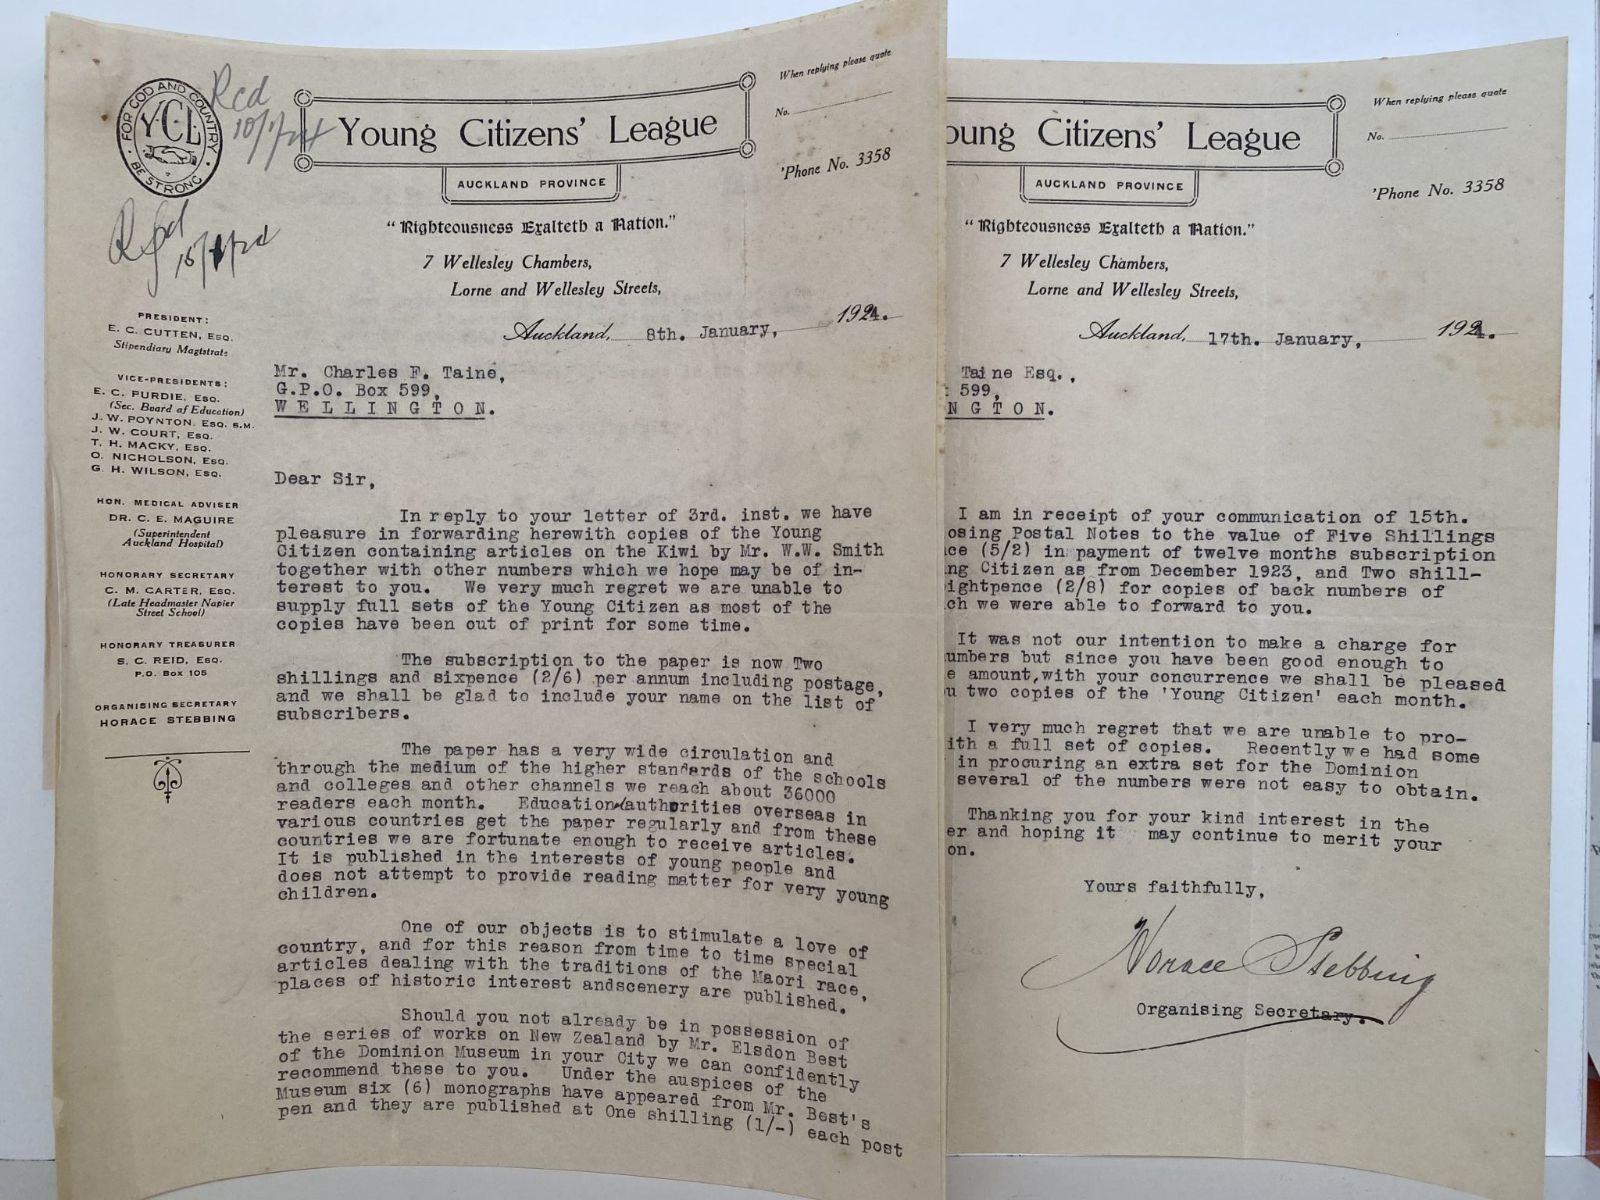 FOR GOD AND COUNTRY
YCL
BE STRONG
Rcd
10/1/24
Young Citizens' League
AUCKLAND PROVINCE
When replying please quote
No.
'Phone No. 3358
"Righteousness Exalteth a Nation."
7 Wellesley Chambers,
Lorne and Wellesley Streets,
Auckland, 8th. January, 1924.
PRESIDENT:
E. C. CUTTEN, ESQ.
Stipendiary Magistrate
VICE-PRESIDENTS:
E. C. PURDIE, ESQ.
(Sec. Board of Education)
J. W. POYNTON, ESQ. S.M.
J. W. COURT, ESQ.
T. H. MACKY, ESQ.
O. NICHOLSON, ESQ.
G. H. WILSON, ESQ.
HON. MEDICAL ADVISER
DR. C. E. MAGUIRE
(Superintendent
Auckland Hospital)
HONORARY SECRETARY
C. M. CARTER, ESQ.
(Late Headmaster Napier
Street School)
HONORARY TREASURER
S. C. REID, ESQ.
P.O. BOX 105
ORGANISING SECRETARY
HORACE STEBBING
Mr. Charles F. Taine,
G.P.O. Box 599,
WELLINGTON.
Dear Sir,
In reply to your letter of 3rd. inst. we have
pleasure in forwarding herewith copies of the Young
Citizen containing articles on the Kiwi by Mr. W.W. Smith
together with other numbers which we hope may be of in-
terest to you. We very much regret we are unable to
supply full sets of the Young Citizen as most of the
copies have been out of print for some time.
The subscription to the paper is now Two
shillings and sixpence (2/6) per annum including postage,
and we shall be glad to include your name on the list of
subscribers.
The paper has a very wide circulation and
through the medium of the higher standards of the schools
and colleges and other channels we reach about 36000
readers each month. Education authorities overseas in
various countries get the paper regularly and from these
countries we are fortunate enough to receive articles.
It is published in the interests of young people and
does not attempt to provide reading matter for very young
children.
One of our objects is to stimulate a love of
country, and for this reason from time to time special
articles dealing with the traditions of the Maori race,
places of historic interest andscenery are published.
Should you not already be in possession of
the series of works on New Zealand by Mr. Elsdon Best
of the Dominion Museum in your City we can confidently
recommend these to you. Under the auspices of the
Museum six (6) monographs have appeared from Mr. Best's
pen and they are published at One shilling (1/-) each post
oung Citizens' League
AUCKLAND PROVINCE
When replying please quote
No.
'Phone No. 3358
"Righteousness Exalteth a Nation."
7 Wellesley Chambers,
Lorne and Wellesley Streets,
Auckland, 17th. January, 1924.
Taine Esq.,
599,
NGTON.
I am in receipt of your communication of 15th.
osing Postal Notes to the value of Five Shillings
ce (5/2) in payment of twelve months subscription
ng Citizen as from December 1923, and Two shill-
ightpence (2/8) for copies of back numbers of
ch we were able to forward to you.
It was not our intention to make a charge for
umbers but since you have been good enough to
e amount,with your concurrence we shall be pleased
u two copies of the 'Young Citizen' each month.
I very much regret that we are unable to pro-
ith a full set of copies. Recently we had some
in procuring an extra set for the Dominion
several of the numbers were not easy to obtain.
Thanking you for your kind interest in the
er and hoping it may continue to merit your
on.
Yours faithfully,
Horace Stebbing
Organising Secretary.